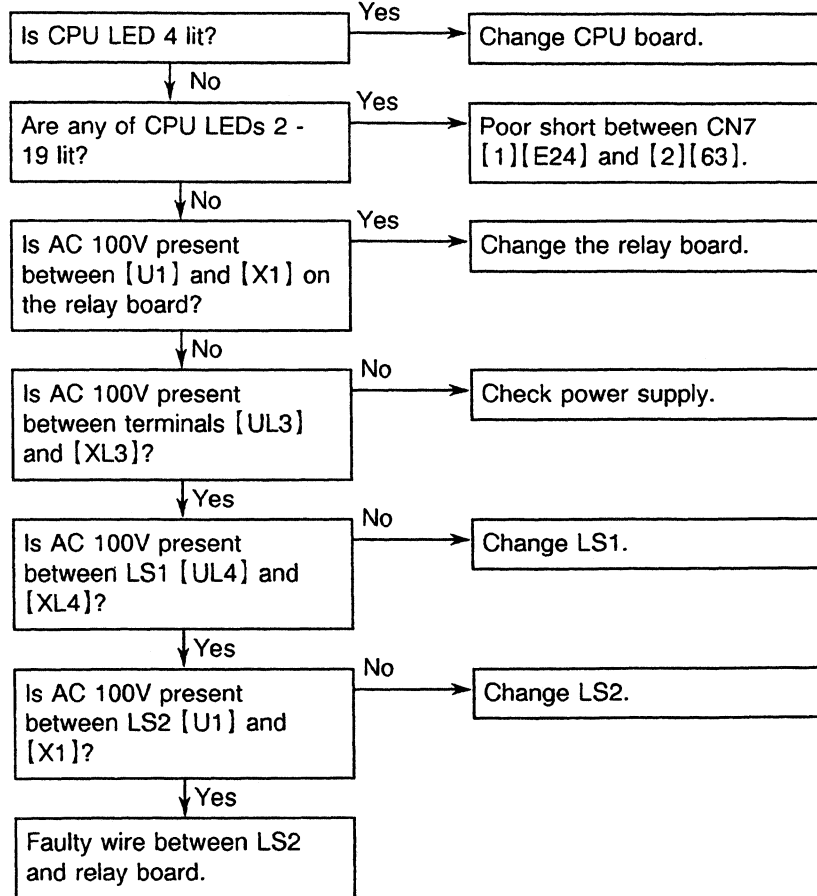 Is CPU LED 4 lit?
Yes
Change CPU board.
No
Are any of CPU LEDs 2 -
19 lit?
Yes
Poor short between CN7
[1][E24] and [2][63].
No
Is AC 100V present
between [U1] and [X1] on
the relay board?
Yes
Change the relay board.
No
Is AC 100V present
between terminals [UL3]
and [XL3]?
No
Check power supply.
Yes
Is AC 100V present
between LS1 [UL4] and
[XL4]?
No
Change LS1.
Yes
Is AC 100V present
between LS2 [U1] and
[X1]?
No
Change LS2.
Yes
Faulty wire between LS2
and relay board.